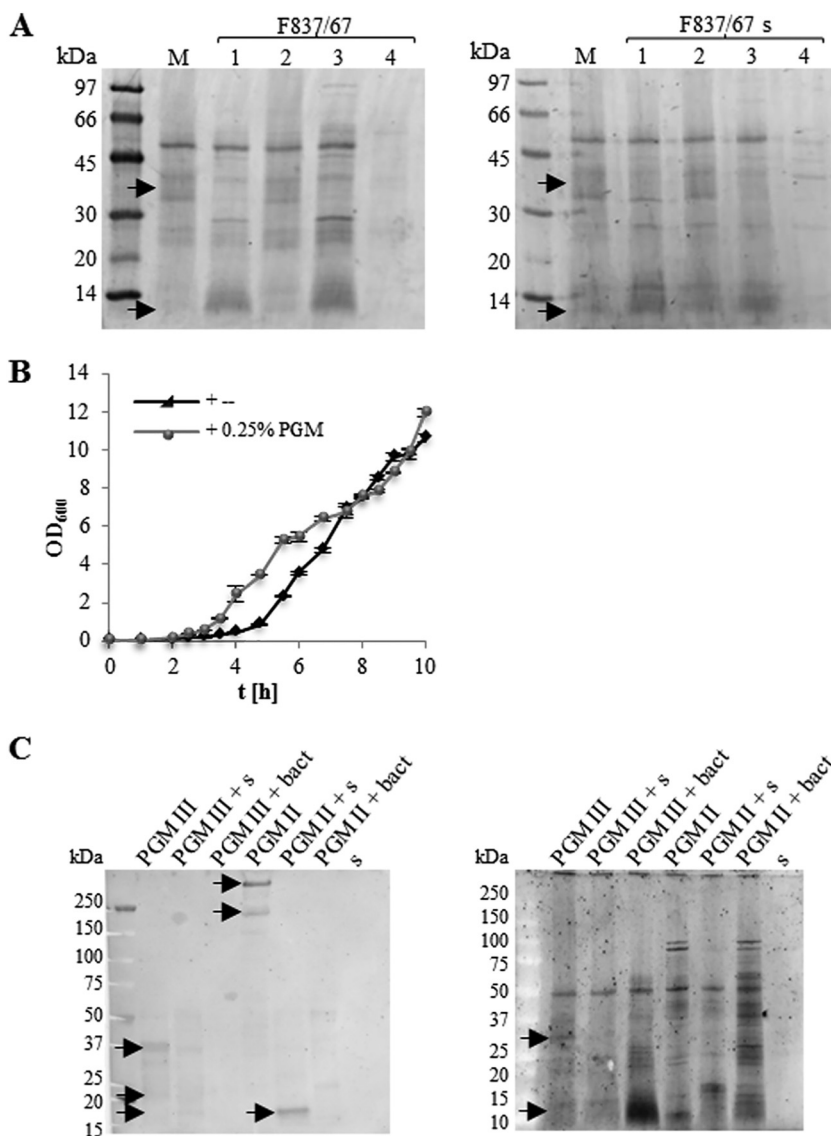 A
F837/67
kDa M 1 2 3 4
97
66
45
30
20
14
F837/67 s
kDa M 1 2 3 4
97
66
45
30
20
14
B
14
12
10
8
6
4
2
0
OD600
+ --
+ 0.25% PGM
0 2 4 6 8 10
t [h]
C
PGM III
PGM III + s
PGM III + bact
PGM II
PGM II + s
PGM II + bact
s
kDa
250
150
100
75
50
37
25
20
15
PGM III
PGM III + s
PGM III + bact
PGM II
PGM II + s
PGM II + bact
s
kDa
250
150
100
75
50
37
25
20
15
10